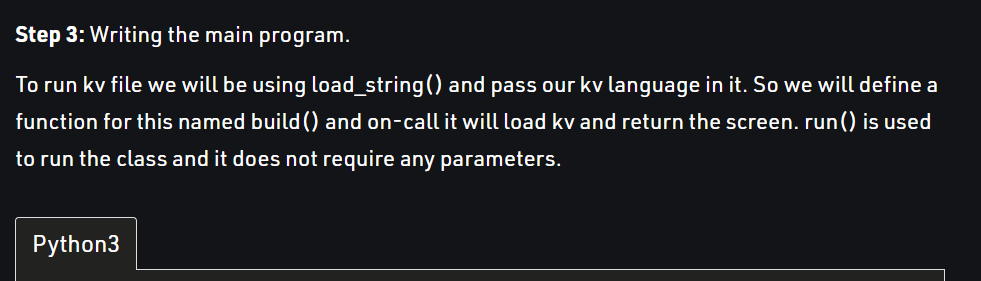 Step 3: Writing the main program.
To run kv file we will be using load_string() and pass our kv language in it. So we will define a
function for this named build() and on-call it will load kv and return the screen. run() is used
to run the class and it does not require any parameters.
Python3